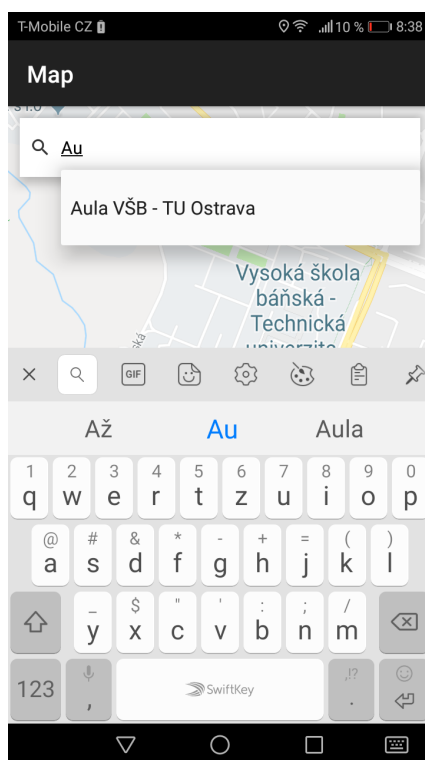 T-Mobile CZ 10 % 8:38
Map
s r.o
Au
Aula VŠB - TU Ostrava
Vysoká škola
báňská -
Technická
univerzita
GIF
Až Au Aula
1 2 3 4 5 6 7 8 9 0
q w e r t z u i o p
@ # & * - + = ( )
a s d f g h j k l
_ $ " ' : ; /
y x c v b n m
123 , SwiftKey ,!? .